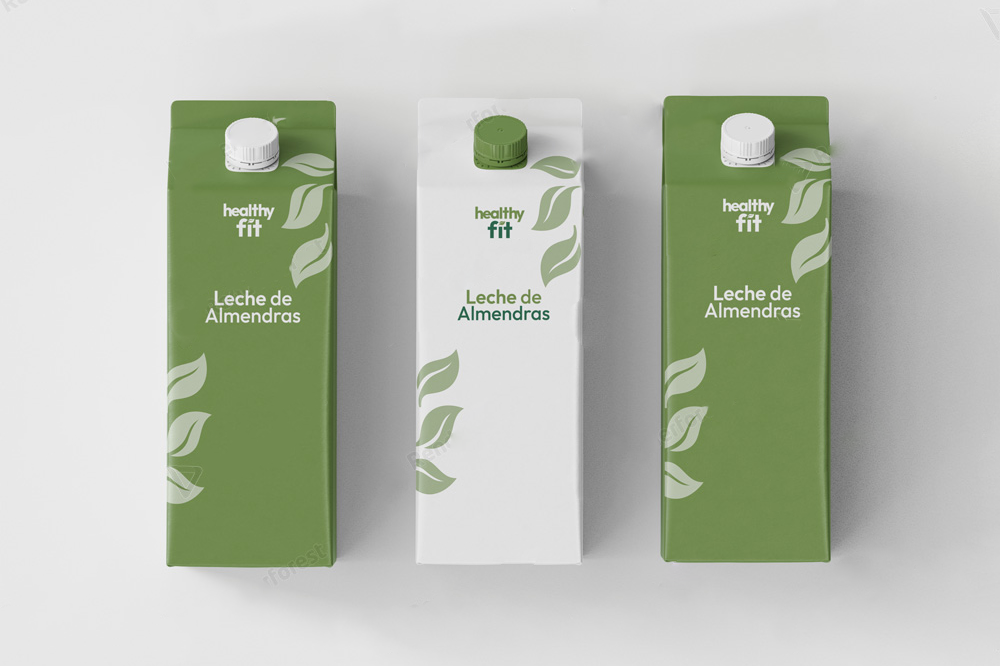 healthy
fit
Leche de
Almendras
healthy
fit
Leche de
Almendras
healthy
fit
Leche de
Almendras